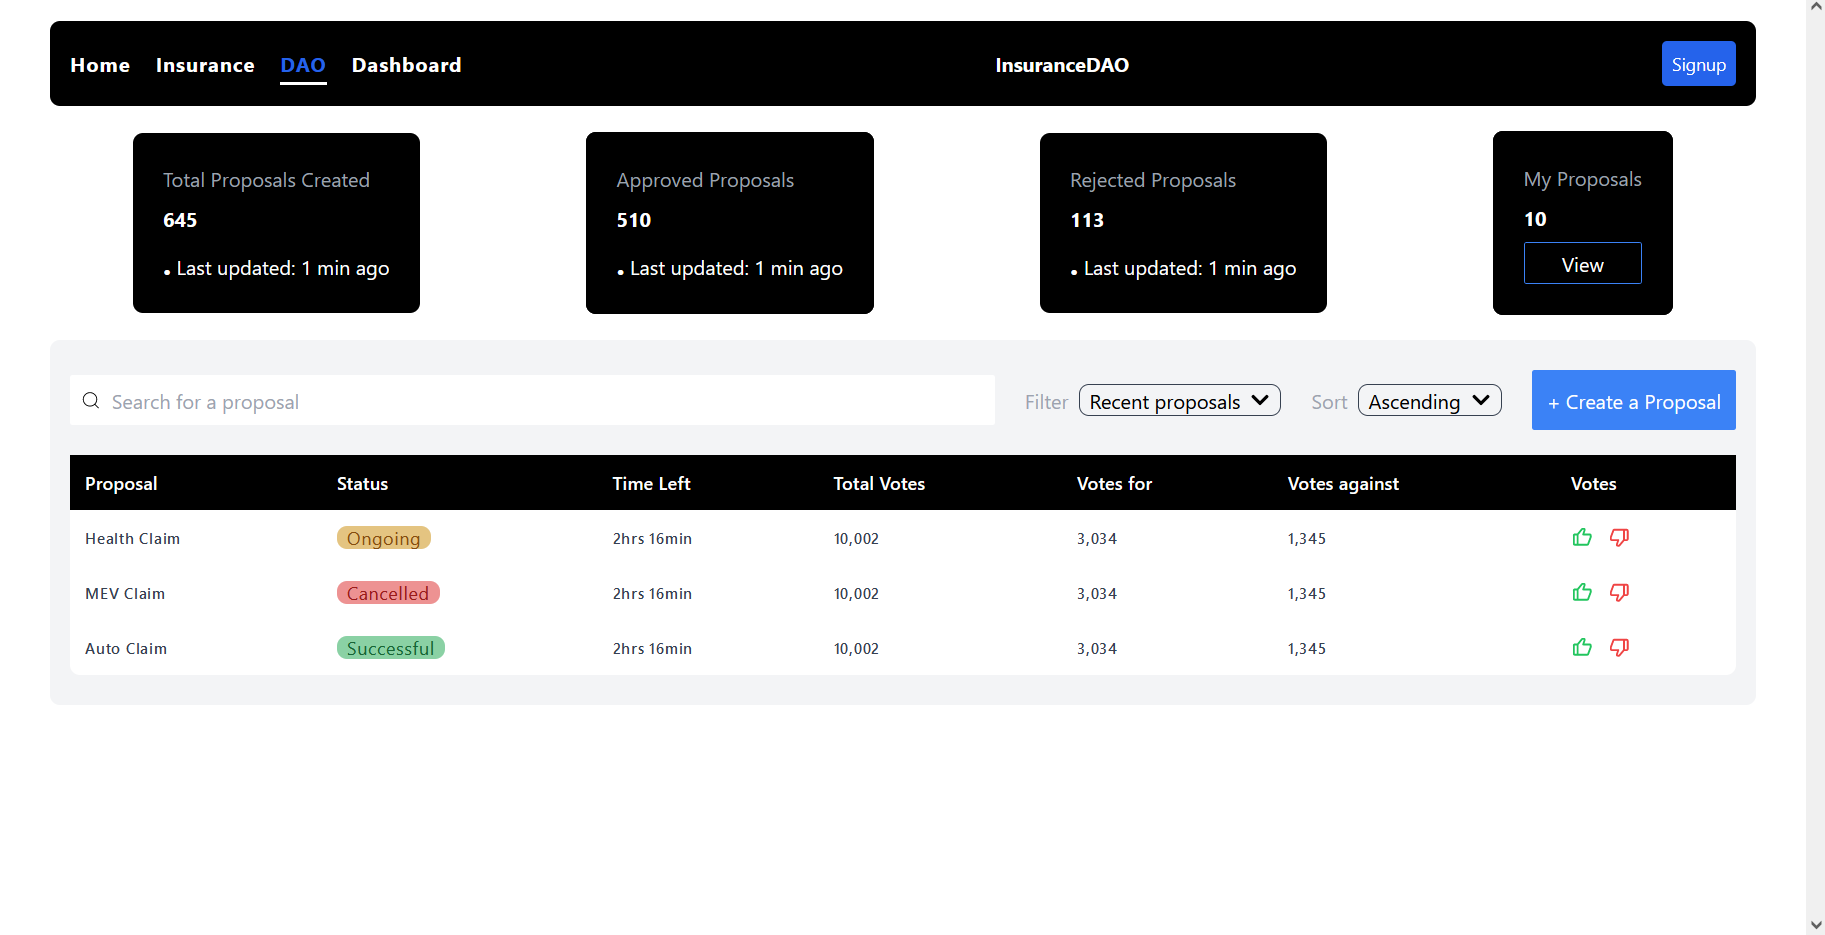 Home Insurance DAO Dashboard InsuranceDAO Signup
Total Proposals Created
645
• Last updated: 1 min ago
Approved Proposals
510
• Last updated: 1 min ago
Rejected Proposals
113
• Last updated: 1 min ago
My Proposals
10
View
Search for a proposal Filter Recent proposals Sort Ascending + Create a Proposal
Proposal Status Time Left Total Votes Votes for Votes against Votes
Health Claim Ongoing 2hrs 16min 10,002 3,034 1,345
MEV Claim Cancelled 2hrs 16min 10,002 3,034 1,345
Auto Claim Successful 2hrs 16min 10,002 3,034 1,345